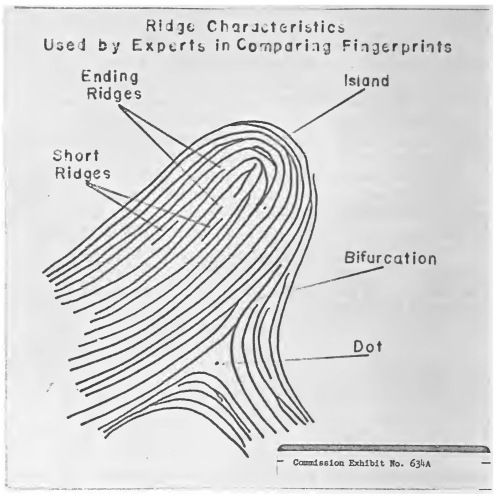 Ridge Characteristics
Used by Experts in Comparing Fingerprints
Ending
Ridges
Island
Short
Ridges
Bifurcation
Dot
Commission Exhibit No. 634A